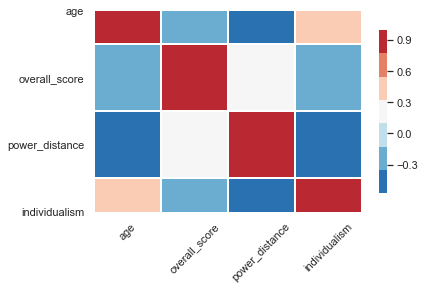 age
overall_score
power_distance
individualism
age
overall_score
power_distance
individualism
0.9
0.6
0.3
0.0
−0.3